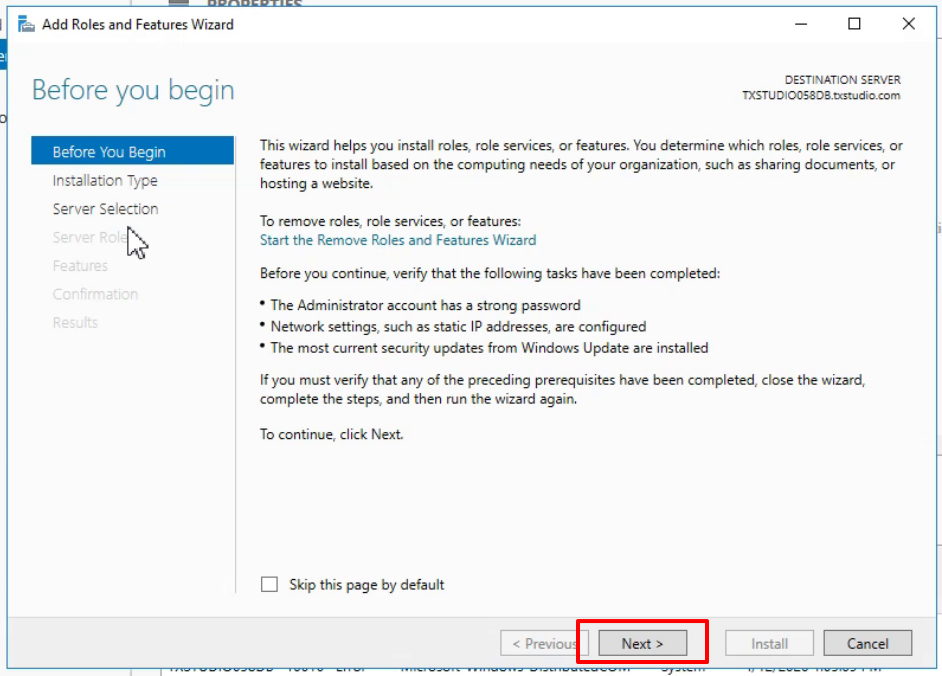 PROPERTIES
Add Roles and Features Wizard
Before you begin
DESTINATION SERVER
TXSTUDIO058DB.txstudio.com
Before You Begin
Installation Type
Server Selection
Server Role
Features
Confirmation
Results
This wizard helps you install roles, role services, or features. You determine which roles, role services, or
features to install based on the computing needs of your organization, such as sharing documents, or
hosting a website.
To remove roles, role services, or features:
Start the Remove Roles and Features Wizard
Before you continue, verify that the following tasks have been completed:
• The Administrator account has a strong password
• Network settings, such as static IP addresses, are configured
• The most current security updates from Windows Update are installed
If you must verify that any of the preceding prerequisites have been completed, close the wizard,
complete the steps, and then run the wizard again.
To continue, click Next.
Skip this page by default
< Previous
Next >
Install
Cancel